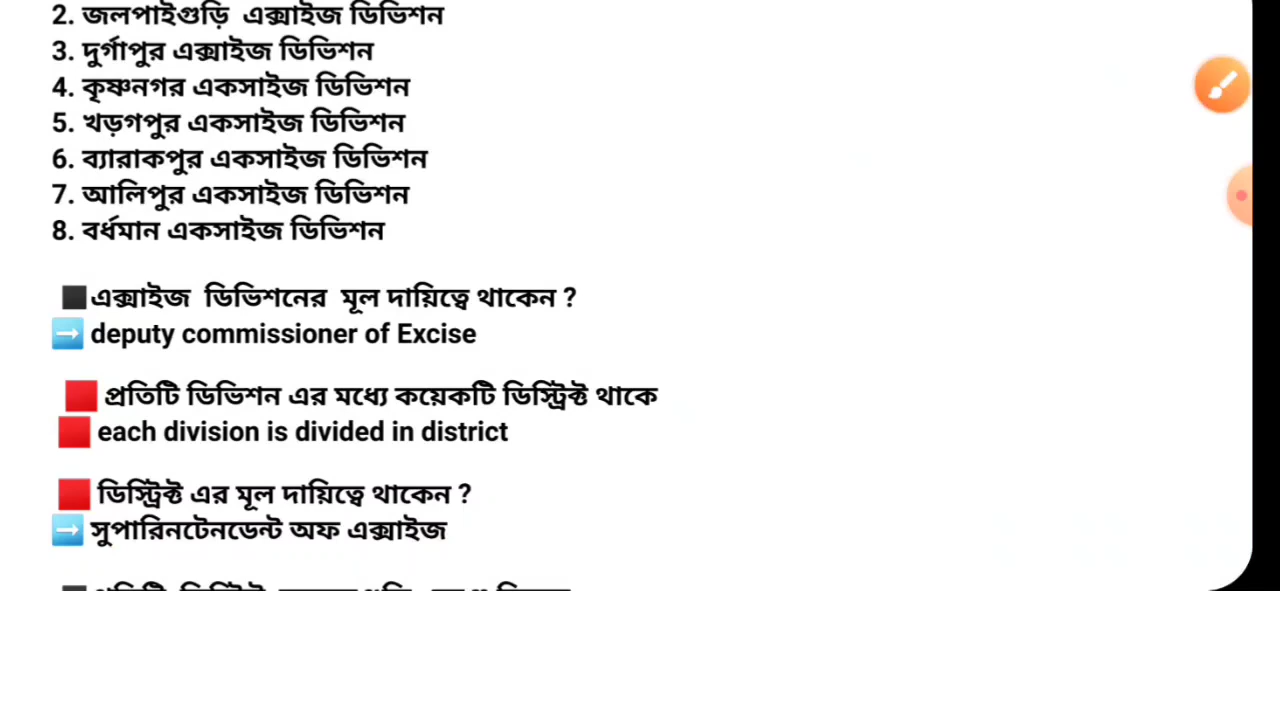 2. জলপাইগুড়ি এক্সাইজ ডিভিশন
3. দুর্গাপুর এক্সাইজ ডিভিশন
4. কৃষ্ণনগর একসাইজ ডিভিশন
5. খড়গপুর একসাইজ ডিভিশন
6. ব্যারাকপুর একসাইজ ডিভিশন
7. আলিপুর একসাইজ ডিভিশন
8. বর্ধমান একসাইজ ডিভিশন
এক্সাইজ ডিভিশনের মূল দায়িত্বে থাকেন ?
deputy commissioner of Excise
প্রতিটি ডিভিশন এর মধ্যে কয়েকটি ডিস্ট্রিক্ট থাকে
each division is divided in district
ডিস্ট্রিক্ট এর মূল দায়িত্বে থাকেন ?
সুপারিনটেনডেন্ট অফ এক্সাইজ